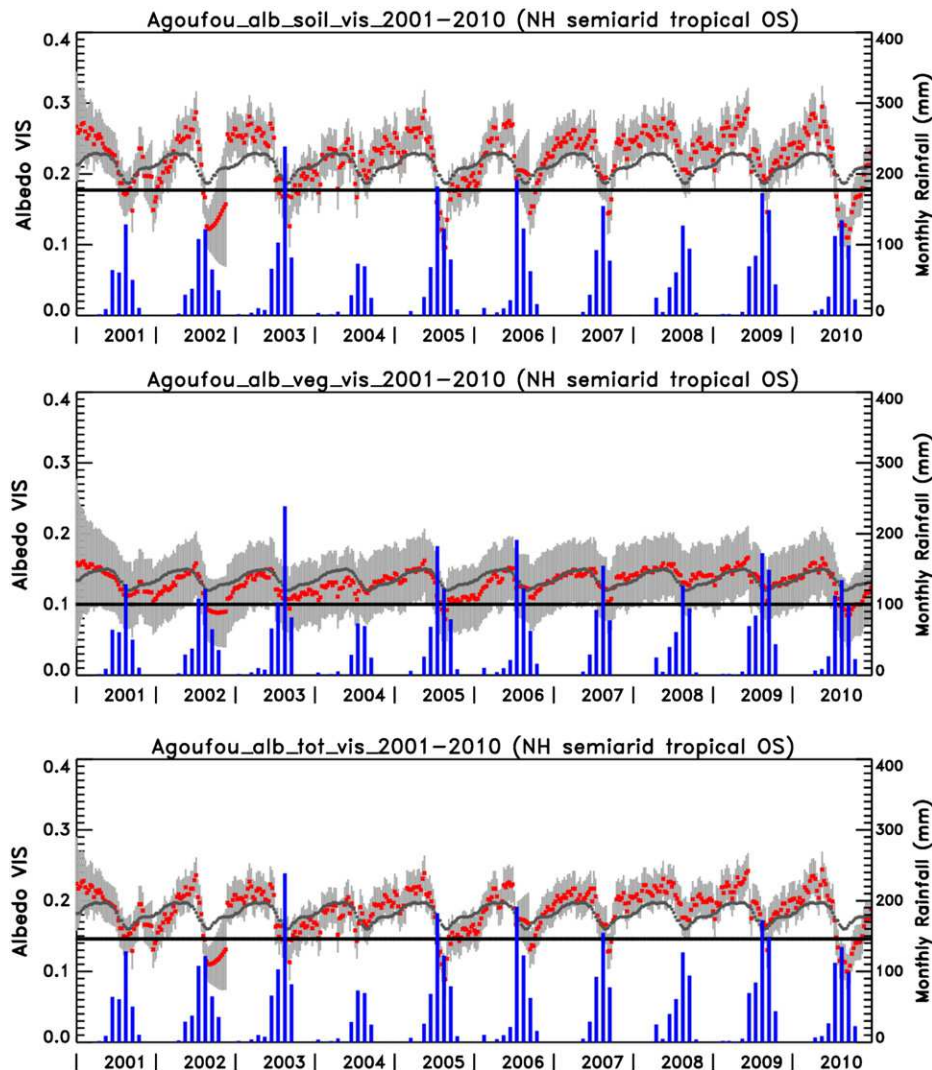 Agoufou_alb_soil_vis_2001-2010 (NH semiarid tropical OS)
0.4
0.3
0.2
0.1
0.0
Albedo VIS
400
300
200
100
0
Monthly Rainfall (mm)
| 2001 | 2002 | 2003 | 2004 | 2005 | 2006 | 2007 | 2008 | 2009 | 2010
Agoufou_alb_veg_vis_2001-2010 (NH semiarid tropical OS)
0.4
0.3
0.2
0.1
0.0
Albedo VIS
400
300
200
100
0
Monthly Rainfall (mm)
| 2001 | 2002 | 2003 | 2004 | 2005 | 2006 | 2007 | 2008 | 2009 | 2010
Agoufou_alb_tot_vis_2001-2010 (NH semiarid tropical OS)
0.4
0.3
0.2
0.1
0.0
Albedo VIS
400
300
200
100
0
Monthly Rainfall (mm)
| 2001 | 2002 | 2003 | 2004 | 2005 | 2006 | 2007 | 2008 | 2009 | 2010